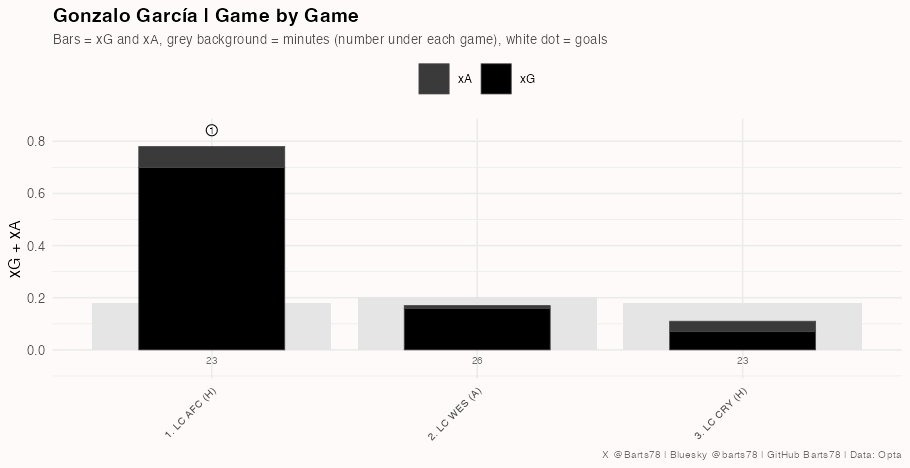 Gonzalo García | Game by Game
Bars = xG and xA, grey background = minutes (number under each game), white dot = goals
xA xG
xG + xA
0.8
0.6
0.4
0.2
0.0
1
23 26 23
1. LC AFC (H)
2. LC WES (A)
3. LC CRY (H)
X @Barts78 | Bluesky @barts78 | GitHub Barts78 | Data: Opta